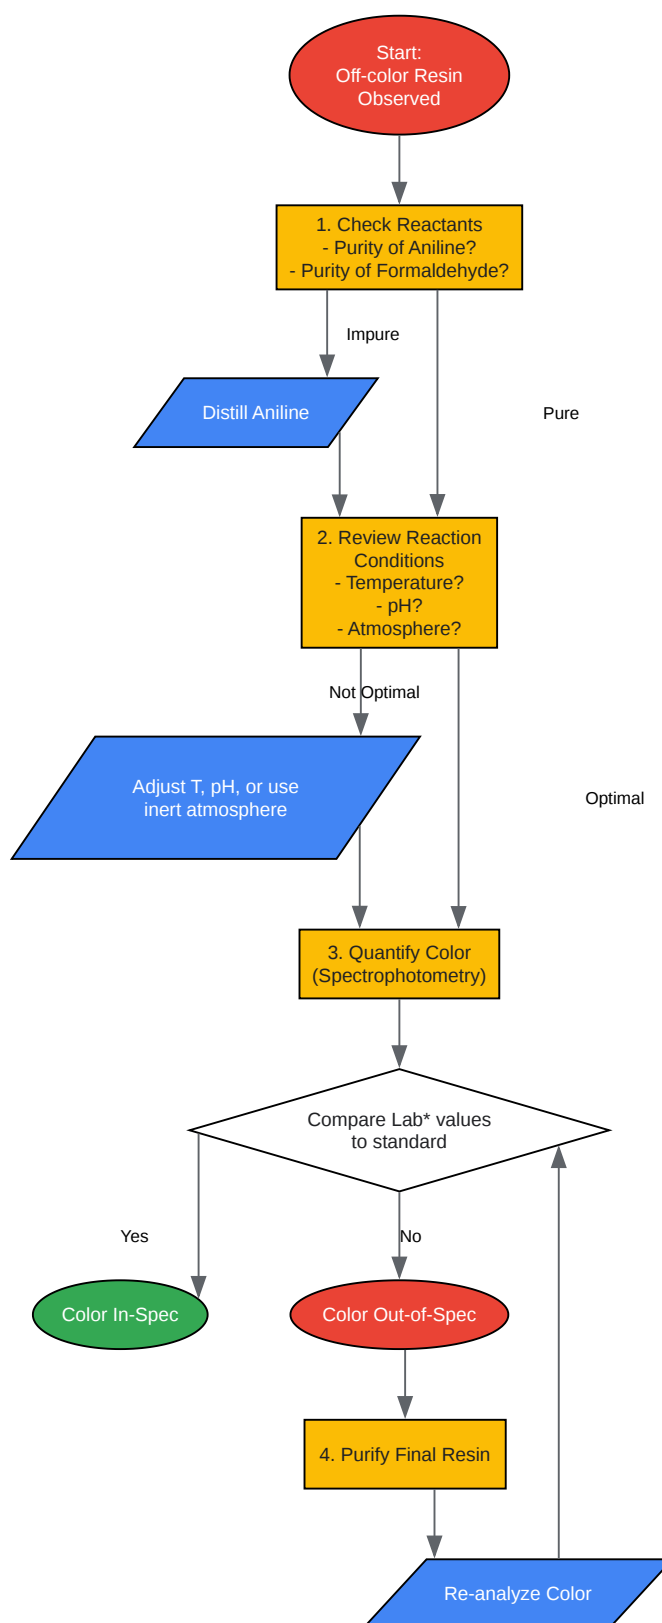 Start:
Off-color Resin
Observed
1. Check Reactants
- Purity of Aniline?
- Purity of Formaldehyde?
Impure
Distill Aniline
Pure
2. Review Reaction
Conditions
- Temperature?
- pH?
- Atmosphere?
Not Optimal
Adjust T, pH, or use
inert atmosphere
Optimal
3. Quantify Color
(Spectrophotometry)
Compare Lab* values
to standard
Yes
No
Color In-Spec
Color Out-of-Spec
4. Purify Final Resin
Re-analyze Color